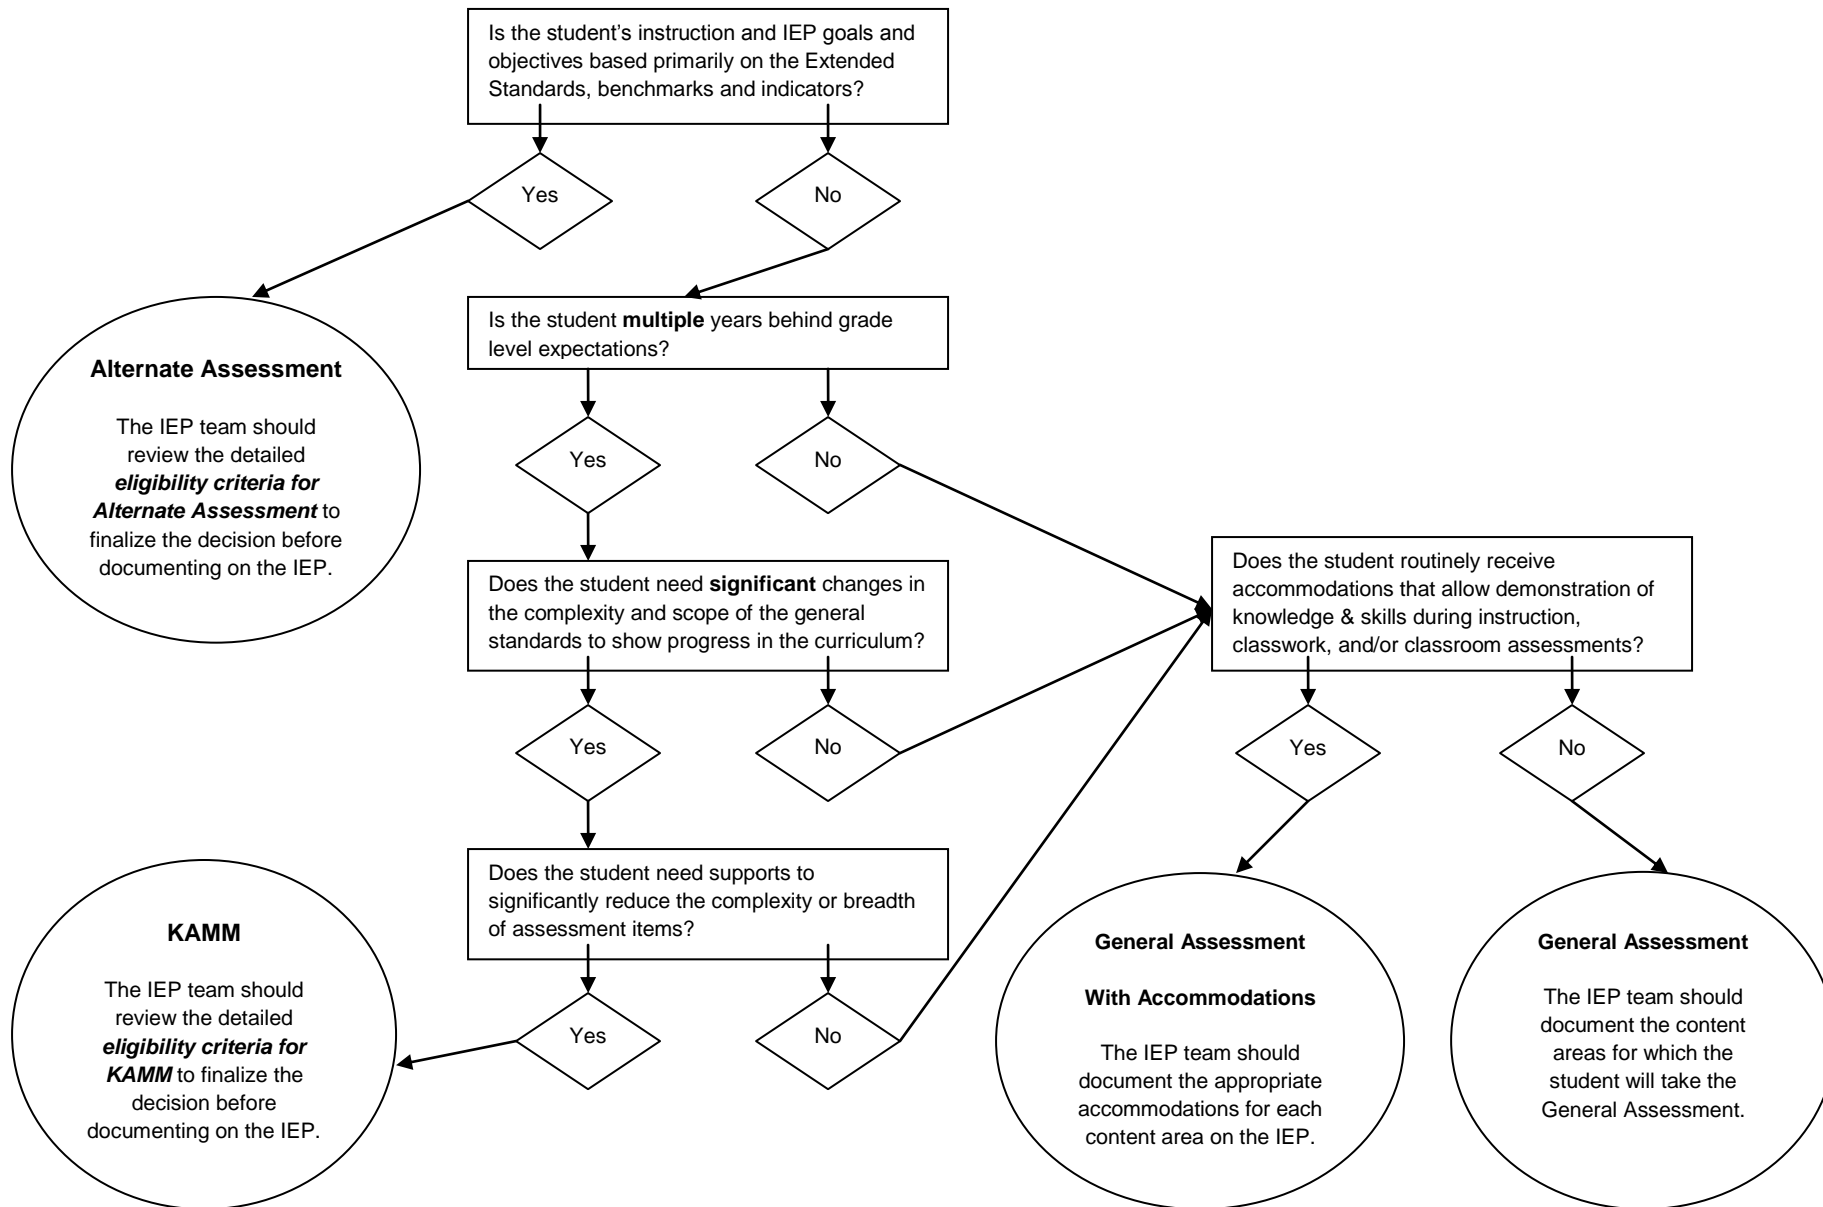 Is the student’s instruction and IEP goals and
objectives based primarily on the Extended
Standards, benchmarks and indicators?
Yes
No
Alternate Assessment
The IEP team should
review the detailed
eligibility criteria for
Alternate Assessment to
finalize the decision before
documenting on the IEP.
Is the student multiple years behind grade
level expectations?
Yes
No
Does the student need significant changes in
the complexity and scope of the general
standards to show progress in the curriculum?
Yes
No
Does the student routinely receive
accommodations that allow demonstration of
knowledge & skills during instruction,
classwork, and/or classroom assessments?
Yes
No
Does the student need supports to
significantly reduce the complexity or breadth
of assessment items?
Yes
No
KAMM
The IEP team should
review the detailed
eligibility criteria for
KAMM to finalize the
decision before
documenting on the IEP.
General Assessment
With Accommodations
The IEP team should
document the appropriate
accommodations for each
content area on the IEP.
General Assessment
The IEP team should
document the content
areas for which the
student will take the
General Assessment.